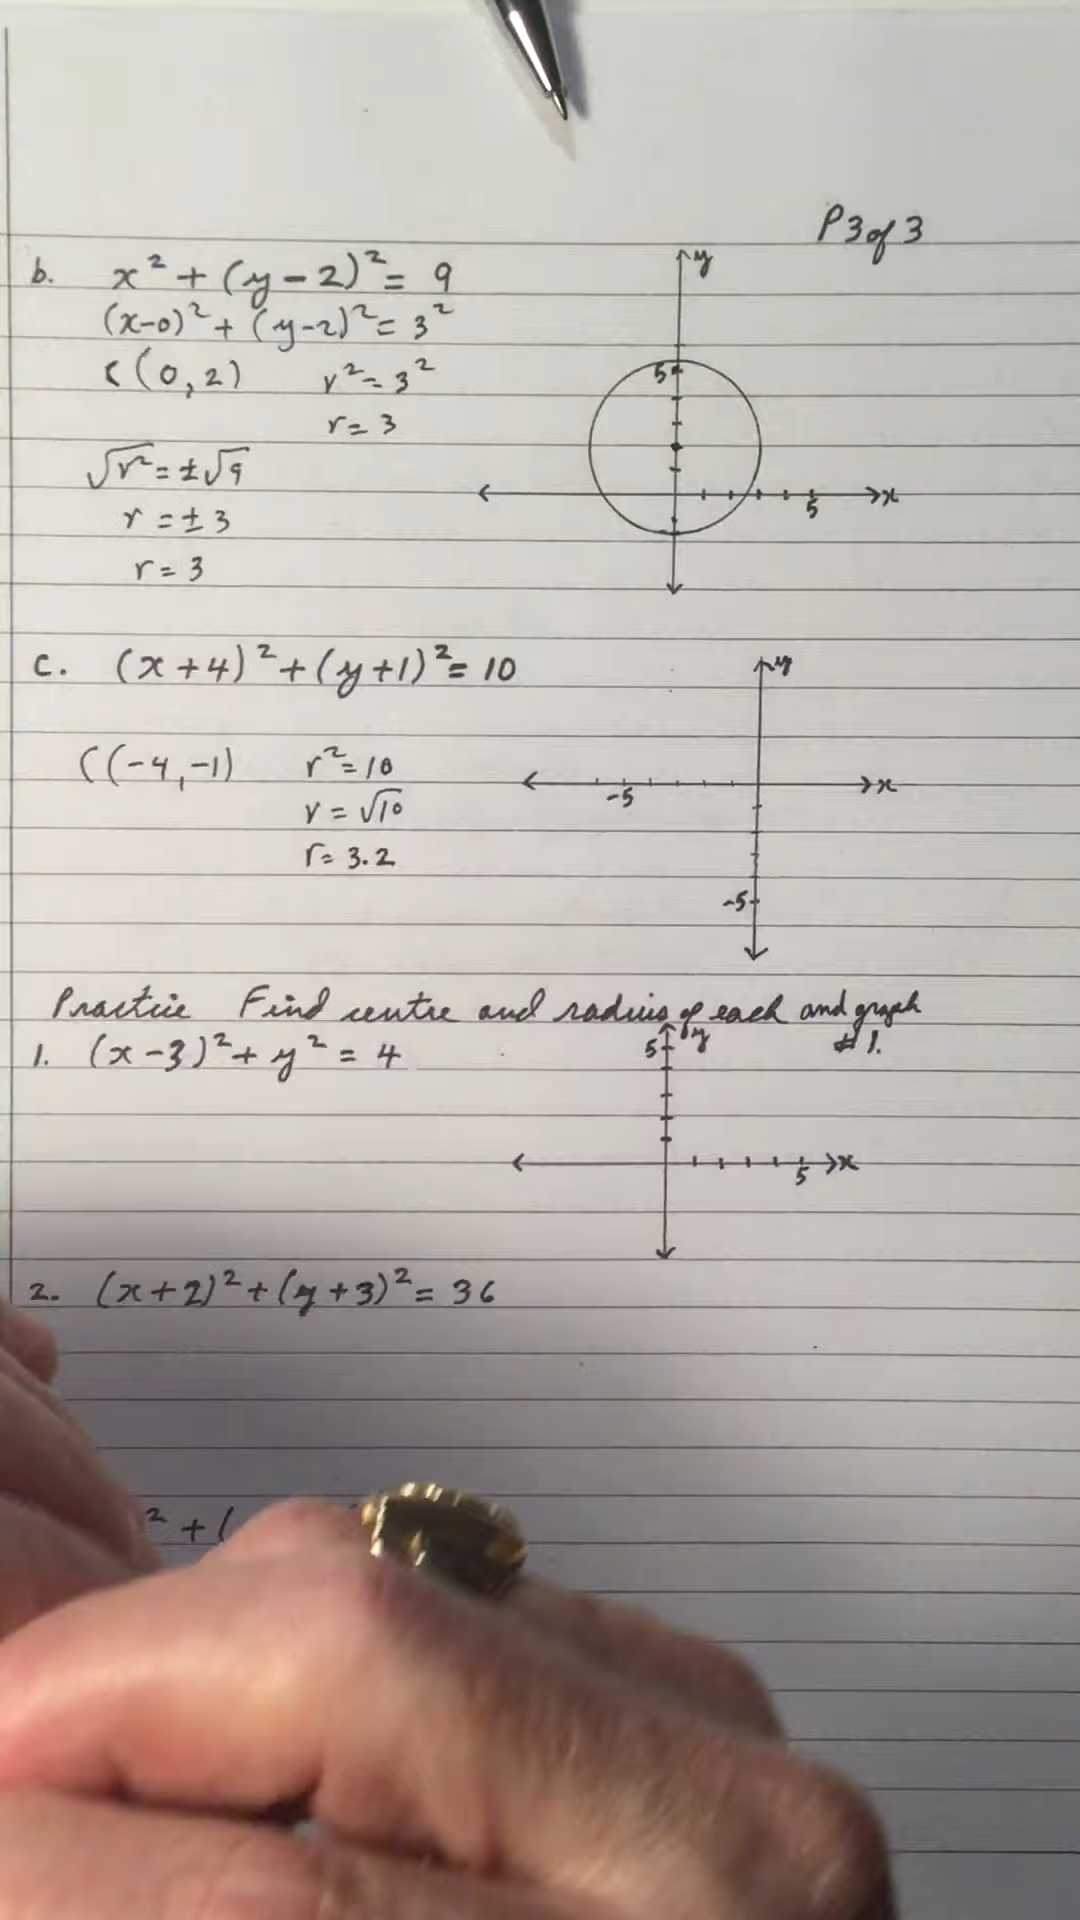 P 3 of 3
b. x² + (y - 2)² = 9
(x-0)² + (y-2)² = 3²
C (0, 2) r² = 3²
r = 3
√r² = ±√9
r = ± 3
r = 3
y
5
x
5
c. (x + 4)² + (y + 1)² = 10
C (-4, -1) r² = 10
r = √10
r = 3.2
y
-5
x
-5
Practice Find centre and radius of each and graph
1. (x - 3)² + y² = 4
#1.
5
y
x
5
2. (x + 2)² + (y + 3)² = 36
² + (